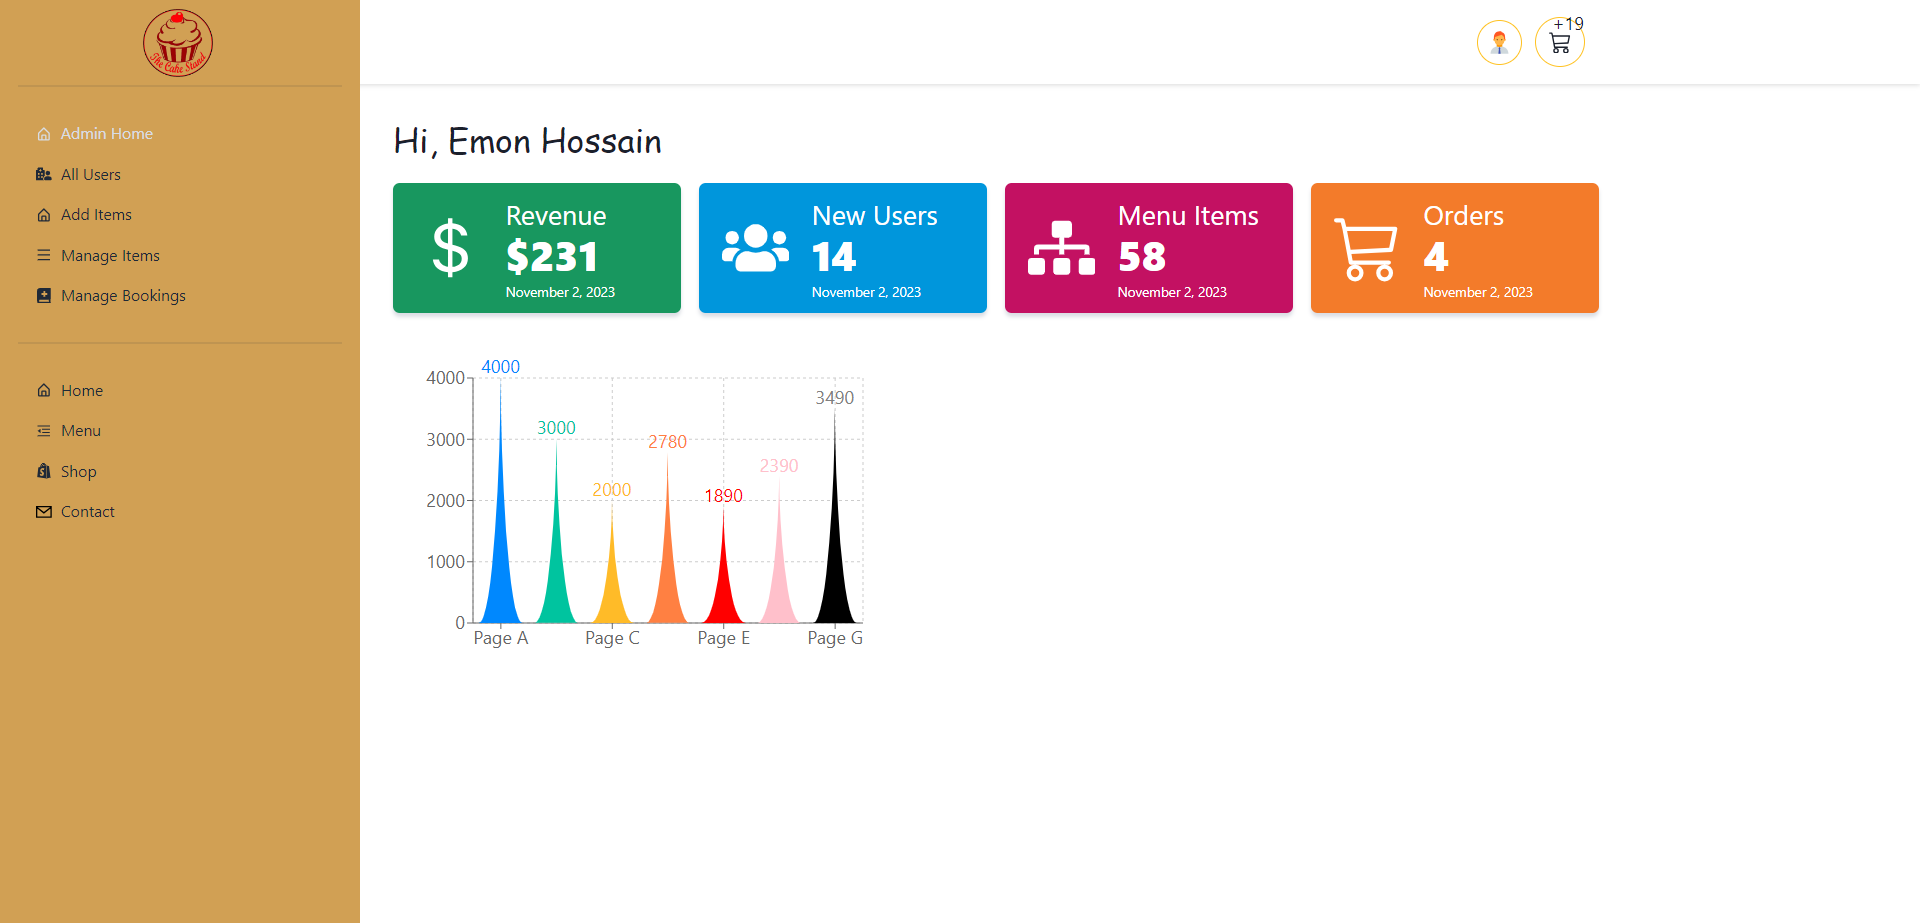 The Cake Stand
+19
Admin Home
All Users
Add Items
Manage Items
Manage Bookings
Home
Menu
Shop
Contact
Hi, Emon Hossain
Revenue
$231
November 2, 2023
New Users
14
November 2, 2023
Menu Items
58
November 2, 2023
Orders
4
November 2, 2023
4000
3000
2000
1000
0
4000
3000
2000
2780
1890
2390
3490
Page A Page C Page E Page G